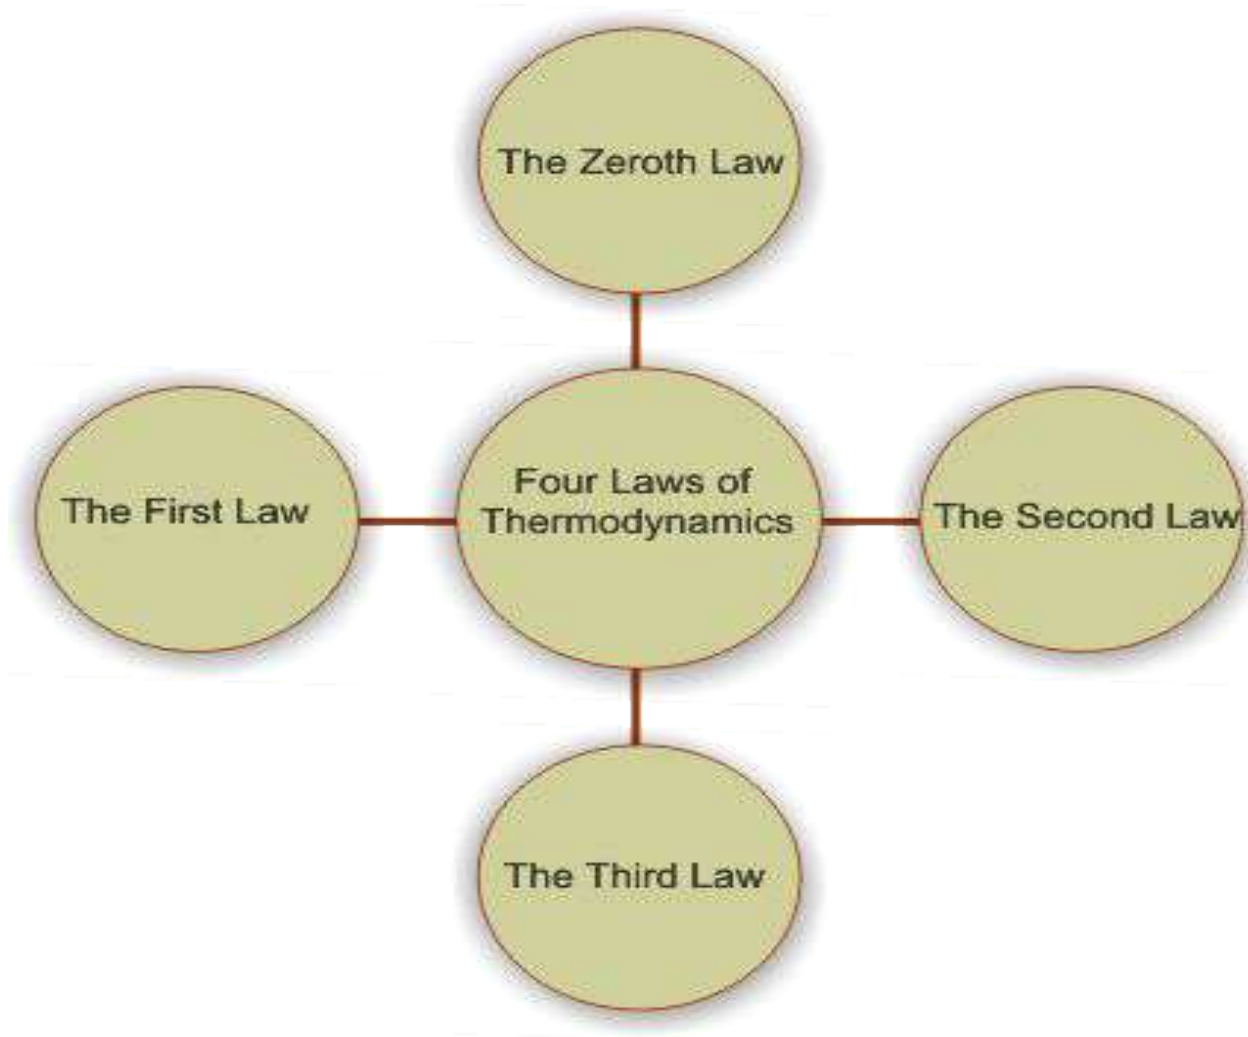 The Zeroth Law
The First Law
Four Laws of
Thermodynamics
The Second Law
The Third Law